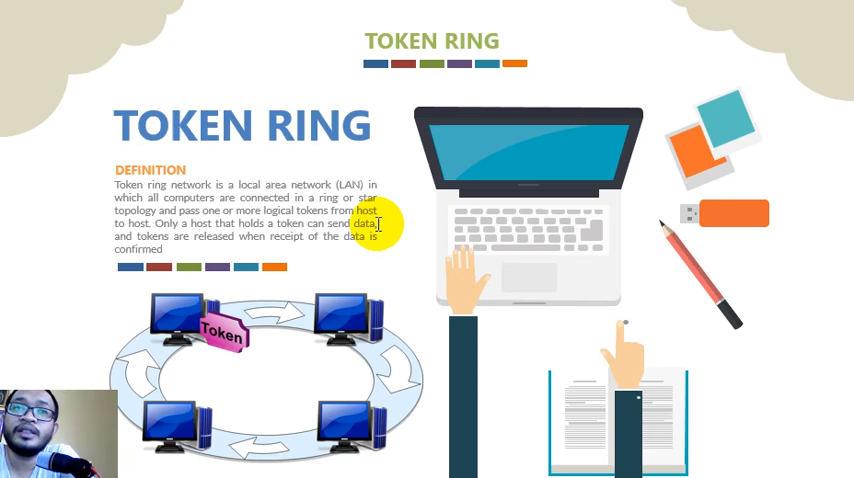 TOKEN RING
TOKEN RING
DEFINITION
Token ring network is a local area network (LAN) in
which all computers are connected in a ring or star
topology and pass one or more logical tokens from host
to host. Only a host that holds a token can send data,
and tokens are released when receipt of the data is
confirmed
Token